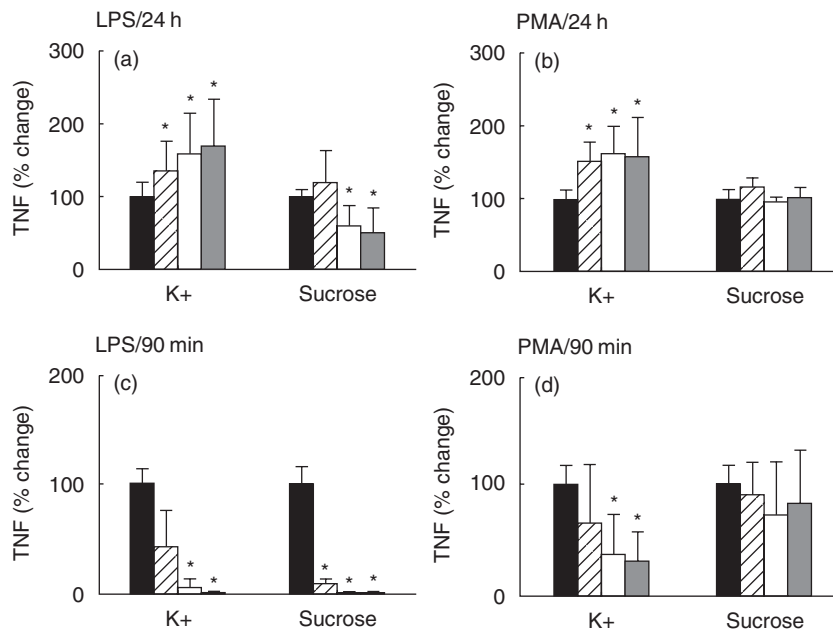 LPS/24 h
(a)
TNF (% change)
300
200
100
0
* * *
* *
K+ Sucrose
PMA/24 h
(b)
TNF (% change)
300
200
100
0
* * *
K+ Sucrose
LPS/90 min
(c)
TNF (% change)
200
100
0
* *
* * *
K+ Sucrose
PMA/90 min
(d)
TNF (% change)
200
100
0
* *
K+ Sucrose